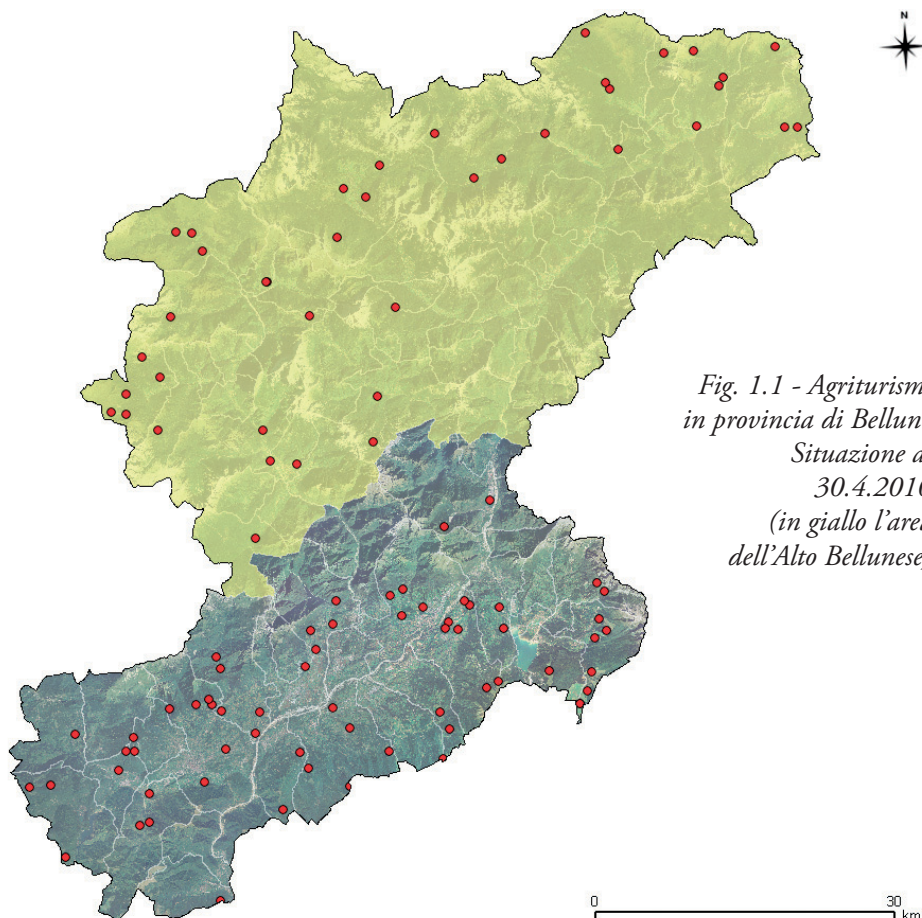 N
Fig. 1.1 - Agriturism
in provincia di Bellun
Situazione a
30.4.2010
(in giallo l'are
dell'Alto Bellunese
0 30
km